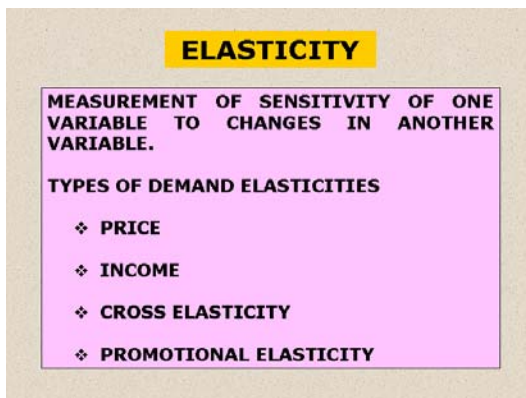 ELASTICITY
MEASUREMENT OF SENSITIVITY OF ONE
VARIABLE TO CHANGES IN ANOTHER
VARIABLE.
TYPES OF DEMAND ELASTICITIES
❖ PRICE
❖ INCOME
❖ CROSS ELASTICITY
❖ PROMOTIONAL ELASTICITY